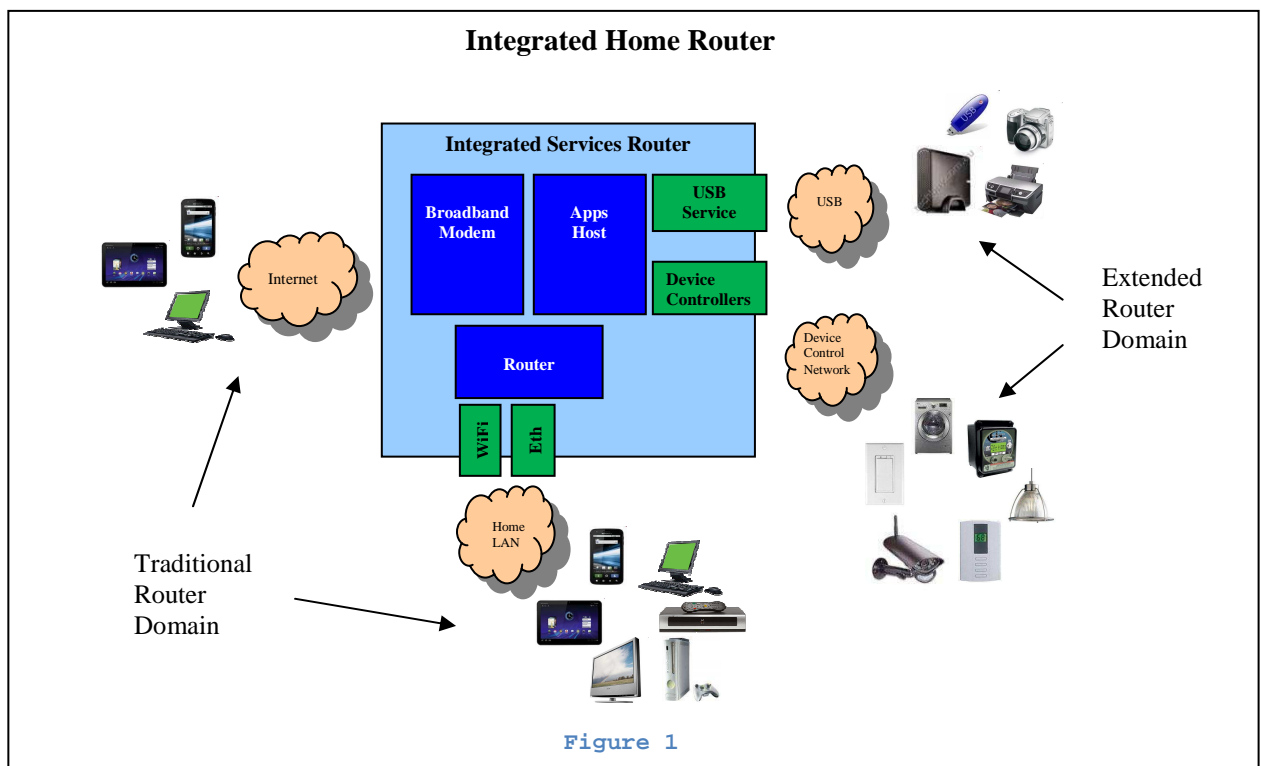 Integrated Home Router
Integrated Services Router
Broadband
Modem
Apps
Host
USB
Service
Device
Controllers
Router
WiFi
Eth
Internet
USB
Device
Control
Network
Home
LAN
Extended
Router
Domain
Traditional
Router
Domain
USB
Figure 1